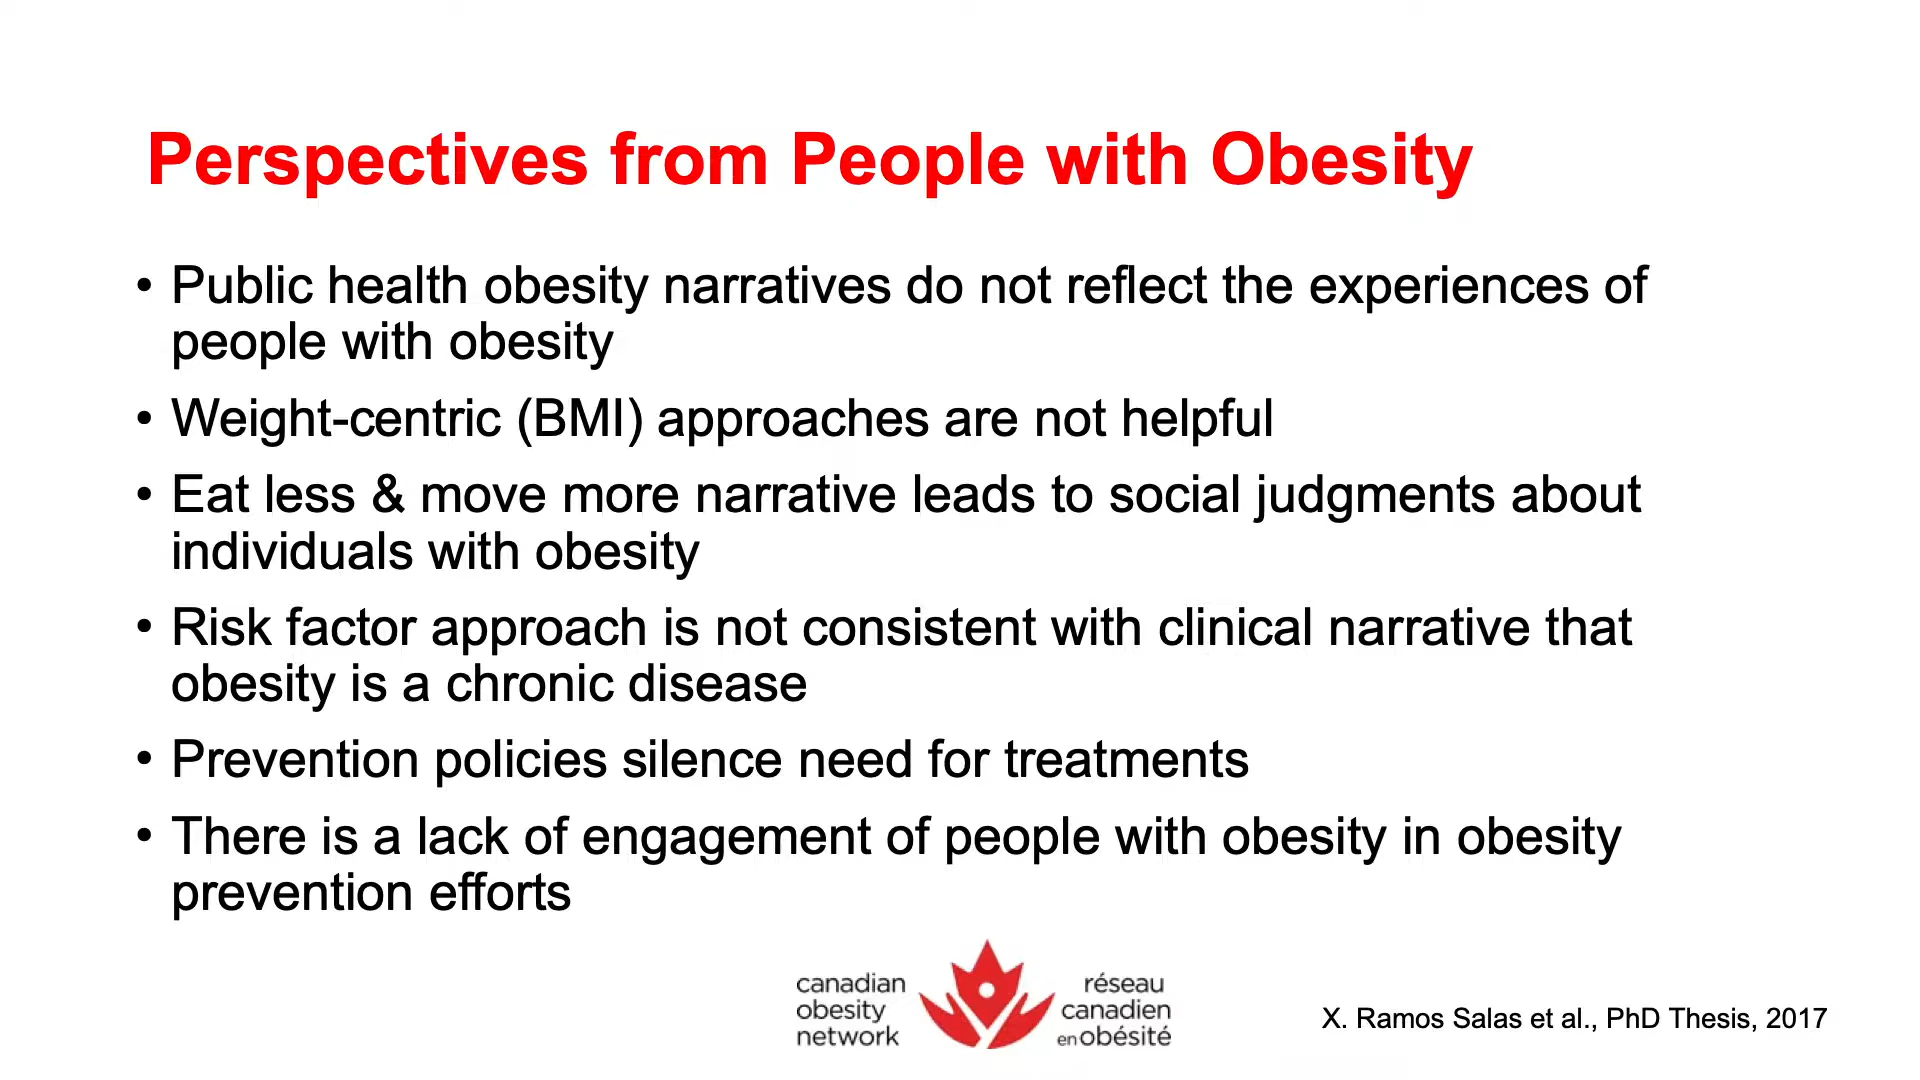 Perspectives from People with Obesity
• Public health obesity narratives do not reflect the experiences of
people with obesity
• Weight-centric (BMI) approaches are not helpful
• Eat less & move more narrative leads to social judgments about
individuals with obesity
• Risk factor approach is not consistent with clinical narrative that
obesity is a chronic disease
• Prevention policies silence need for treatments
• There is a lack of engagement of people with obesity in obesity
prevention efforts
canadian
obesity
network
réseau
canadien
en obésité
X. Ramos Salas et al., PhD Thesis, 2017